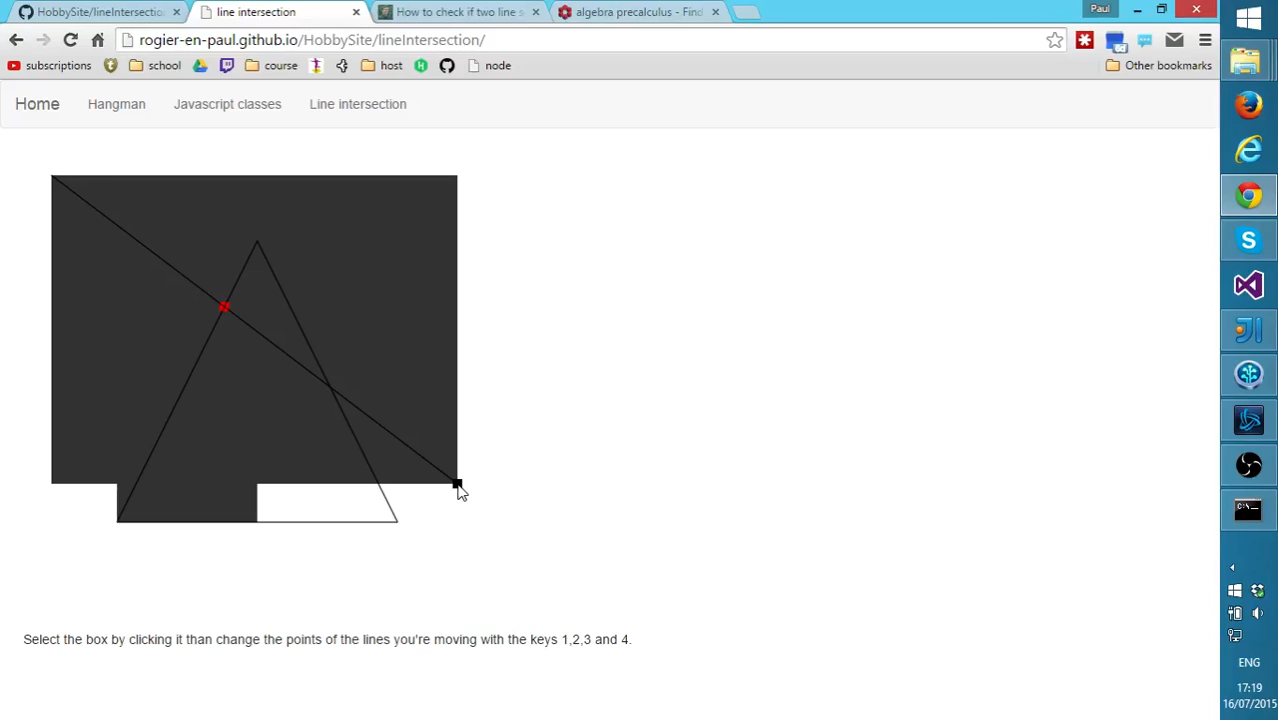 HobbySite/lineIntersection
line intersection
How to check if two line s
algebra precalculus - Find
Paul
rogier-en-paul.github.io/HobbySite/lineIntersection/
subscriptions
school
course
host
node
Other bookmarks
Home
Hangman
Javascript classes
Line intersection
Select the box by clicking it than change the points of the lines you're moving with the keys 1,2,3 and 4.
ENG
17:19
16/07/2015